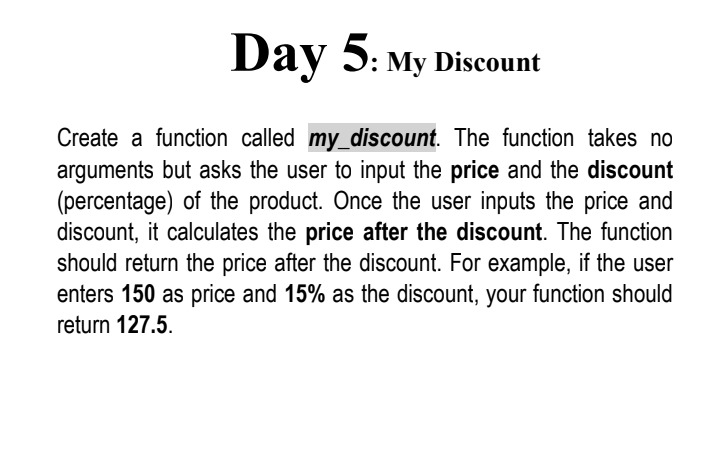 Day 5: My Discount
Create a function called my_discount. The function takes no
arguments but asks the user to input the price and the discount
(percentage) of the product. Once the user inputs the price and
discount, it calculates the price after the discount. The function
should return the price after the discount. For example, if the user
enters 150 as price and 15% as the discount, your function should
return 127.5.